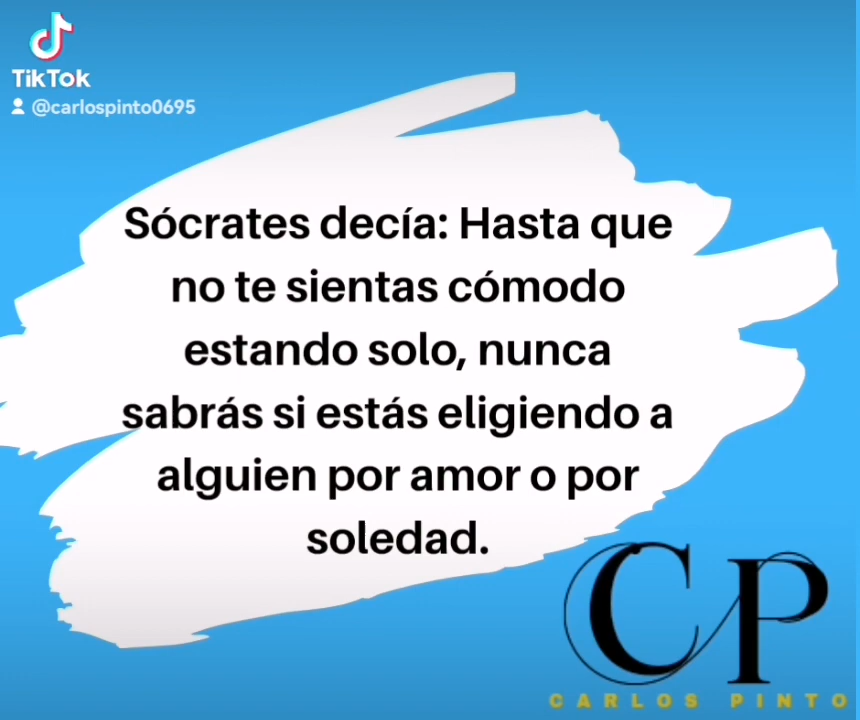 TikTok
@carlospinto0695
Sócrates decía: Hasta que
no te sientas cómodo
estando solo, nunca
sabrás si estás eligiendo a
alguien por amor o por
soledad.
CP
CARLOS PINTO